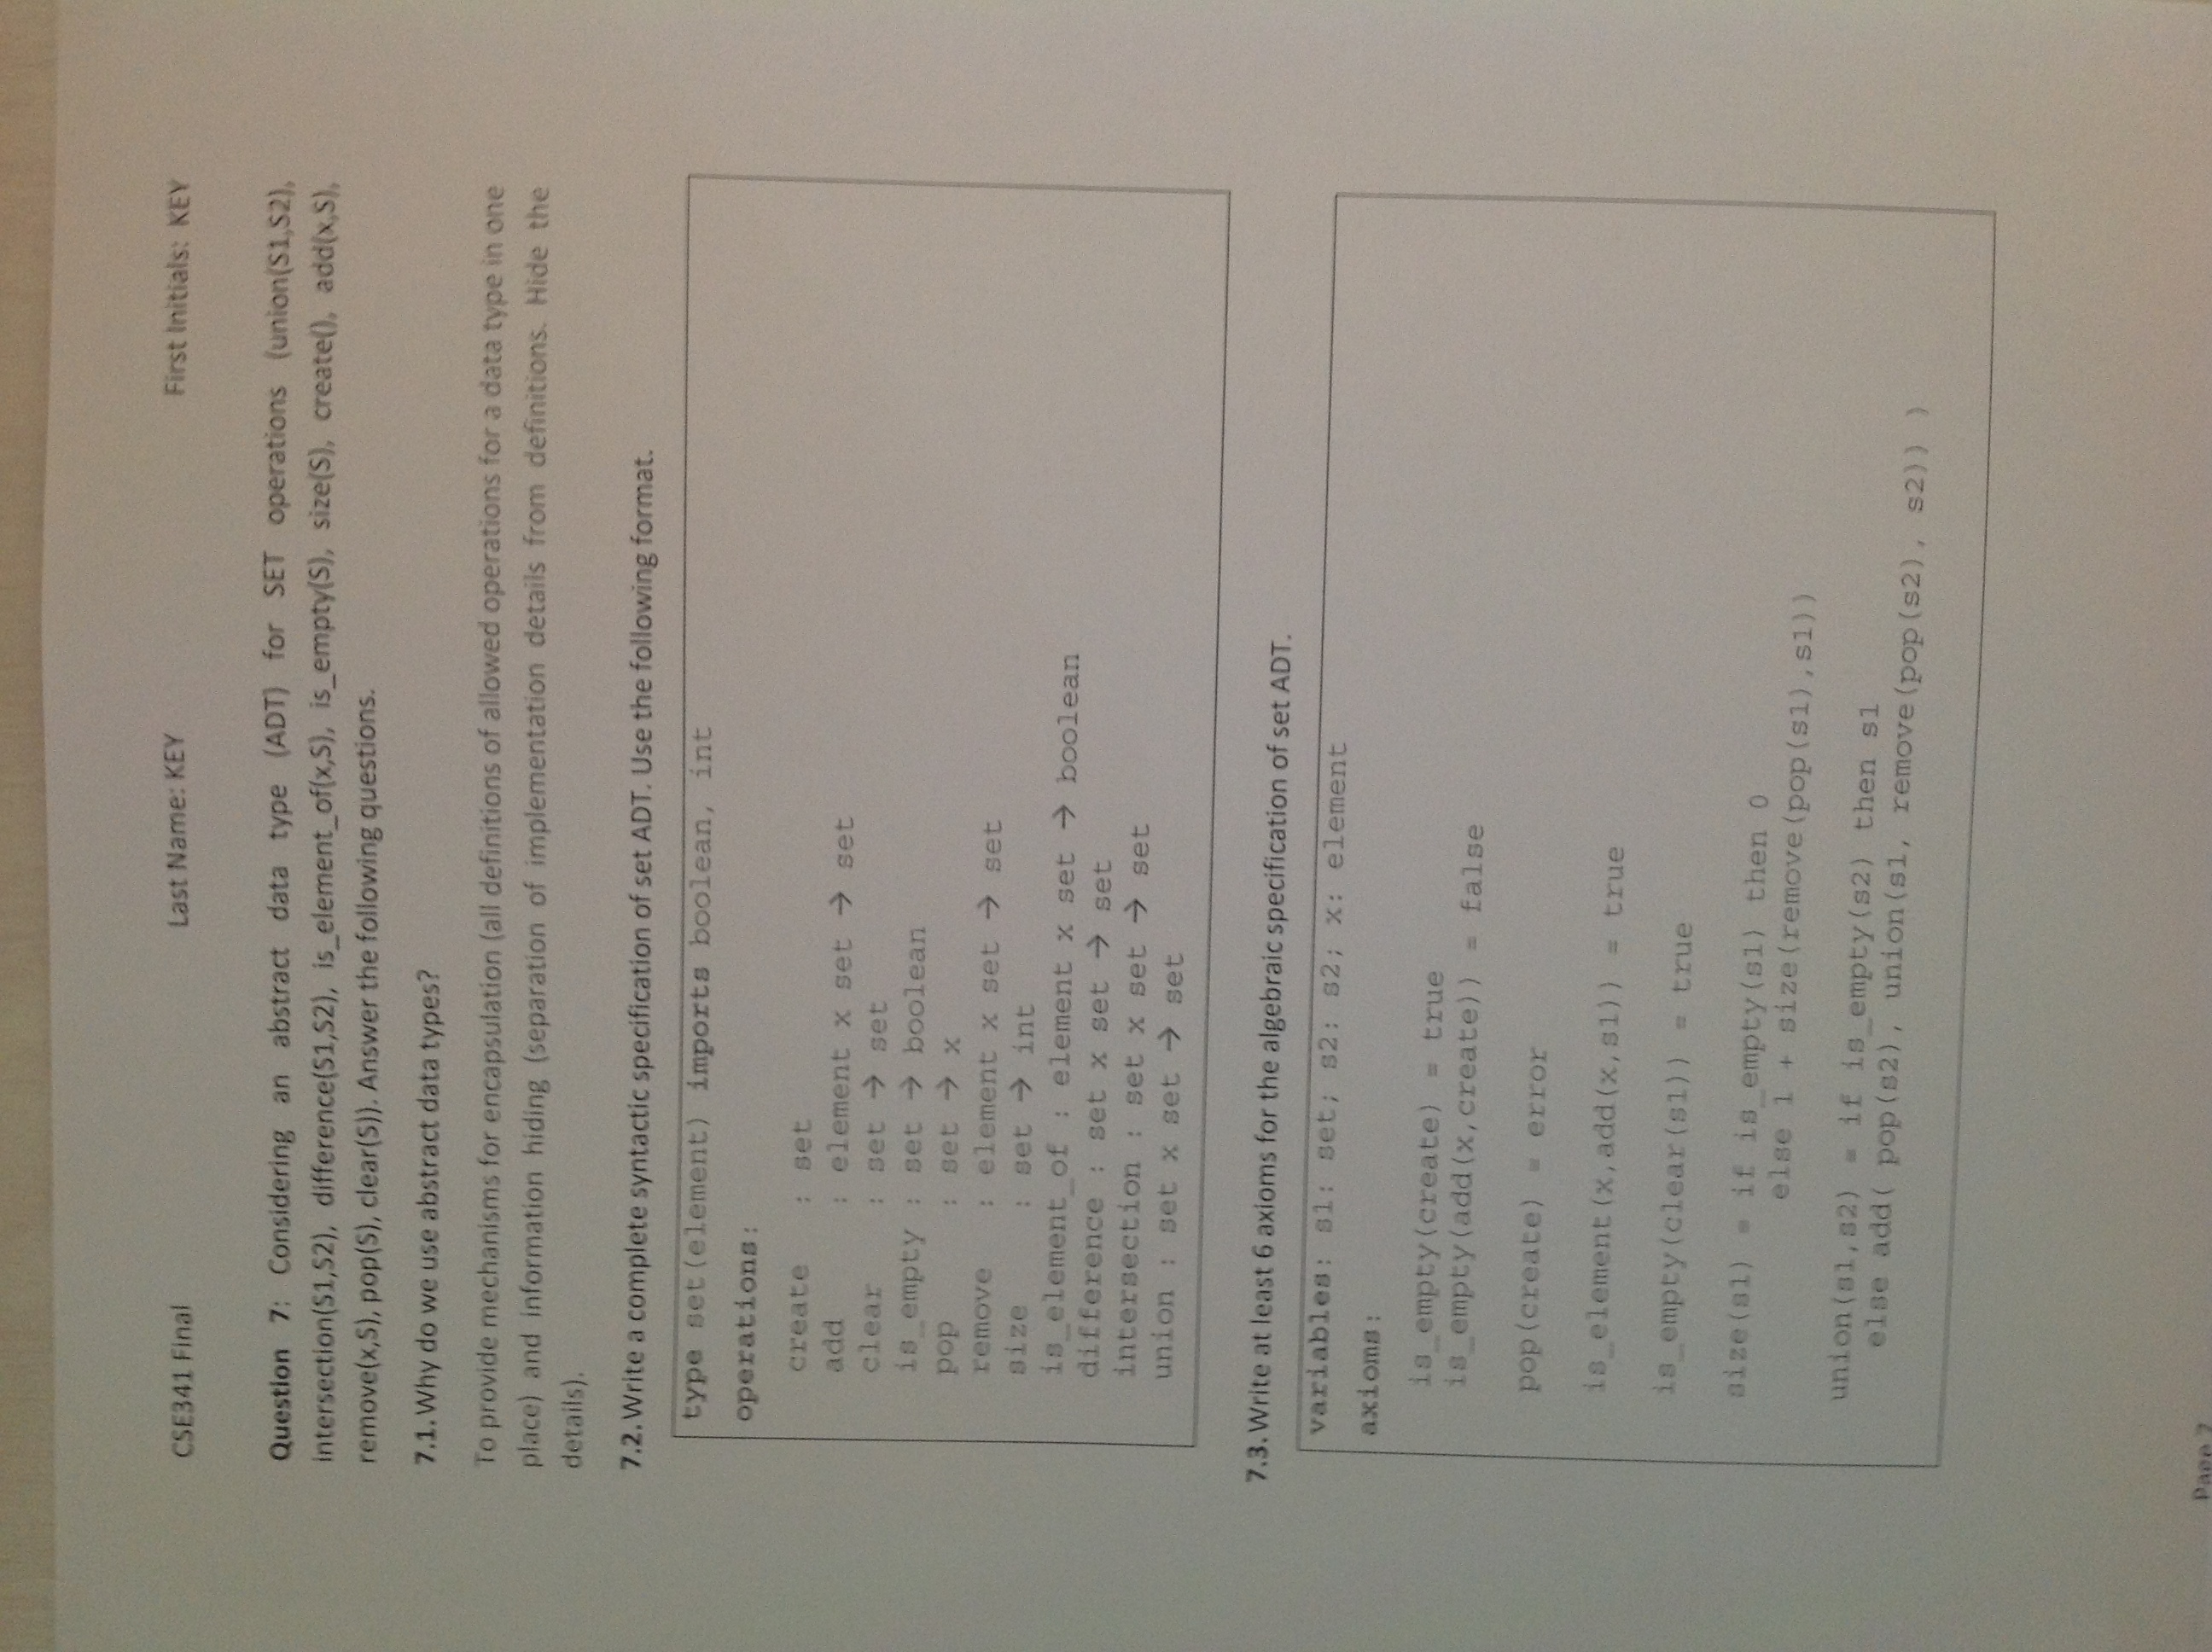 CSE341 Final Last Name: KEY First Initials: KEY
Question 7: Considering an abstract data type (ADT) for SET operations (union(S1,S2),
intersection(S1,S2), difference(S1,S2), is_element_of(x,S), is_empty(S), size(S), create(), add(x,S),
remove(x,S), pop(S), clear(S)). Answer the following questions.
7.1. Why do we use abstract data types?
To provide mechanisms for encapsulation (all definitions of allowed operations for a data type in one
place) and information hiding (separation of implementation details from definitions. Hide the
details).
7.2. Write a complete syntactic specification of set ADT. Use the following format.
type set(element) imports boolean, int
operations:
create : set
add : element x set → set
clear : set → set
is_empty : set → boolean
pop : set → x
remove : element x set → set
size : set → int
is_element_of : element x set → boolean
difference : set x set → set
intersection : set x set → set
union : set x set → set
7.3. Write at least 6 axioms for the algebraic specification of set ADT.
variables: s1: set; s2: s2; x: element
axioms:
is_empty(create) = true
is_empty(add(x,create)) = false
pop(create) = error
is_element(x,add(x,s1)) = true
is_empty(clear(s1)) = true
size(s1) = if is_empty(s1) then 0
else 1 + size(remove(pop(s1),s1))
union(s1,s2) = if is_empty(s2) then s1
else add( pop(s2), union(s1, remove(pop(s2), s2)) )
Page 7